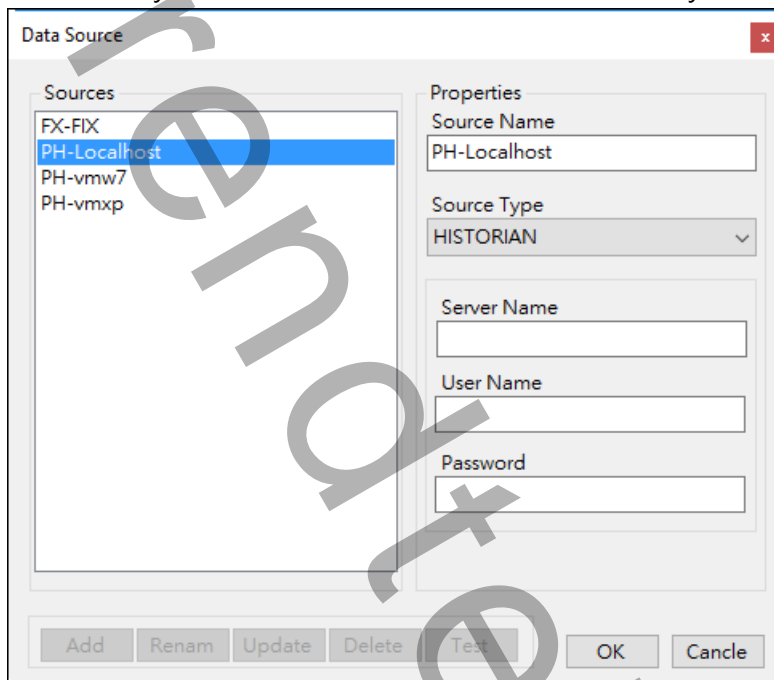 Data Source
x
Sources
FX-FIX
PH-Localhost
PH-vmw7
PH-vmxp
Properties
Source Name
PH-Localhost
Source Type
HISTORIAN
Server Name
User Name
Password
Add Renam Update Delete Test
OK Cancle